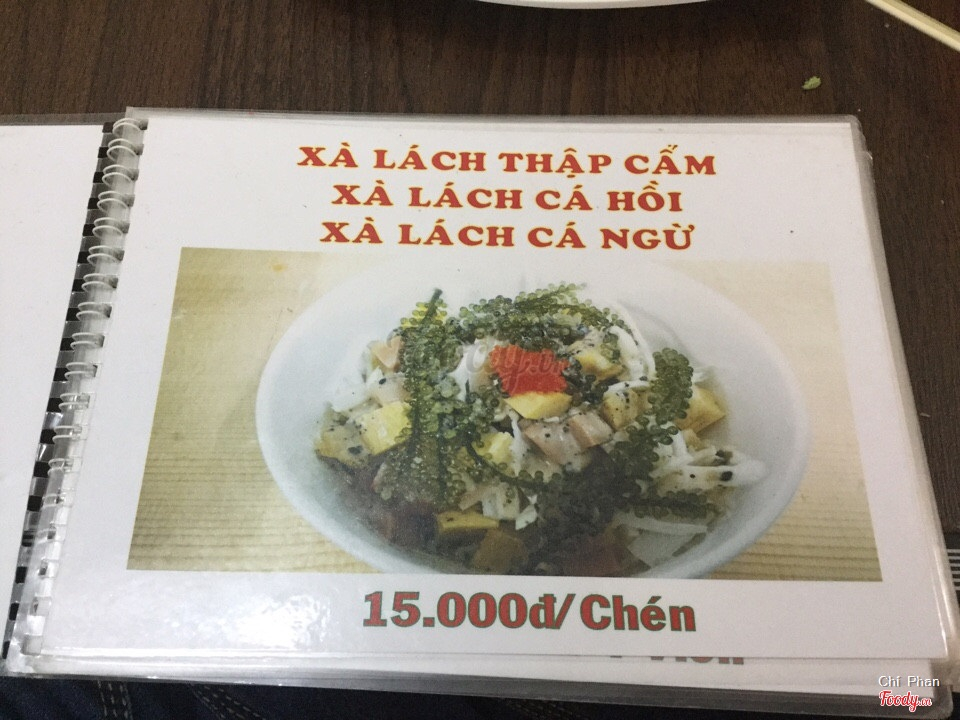 XÀ LÁCH THẬP CẨM
XÀ LÁCH CÁ HỒI
XÀ LÁCH CÁ NGỪ
15.000đ/Chén
Chi Phan
Foody.vn